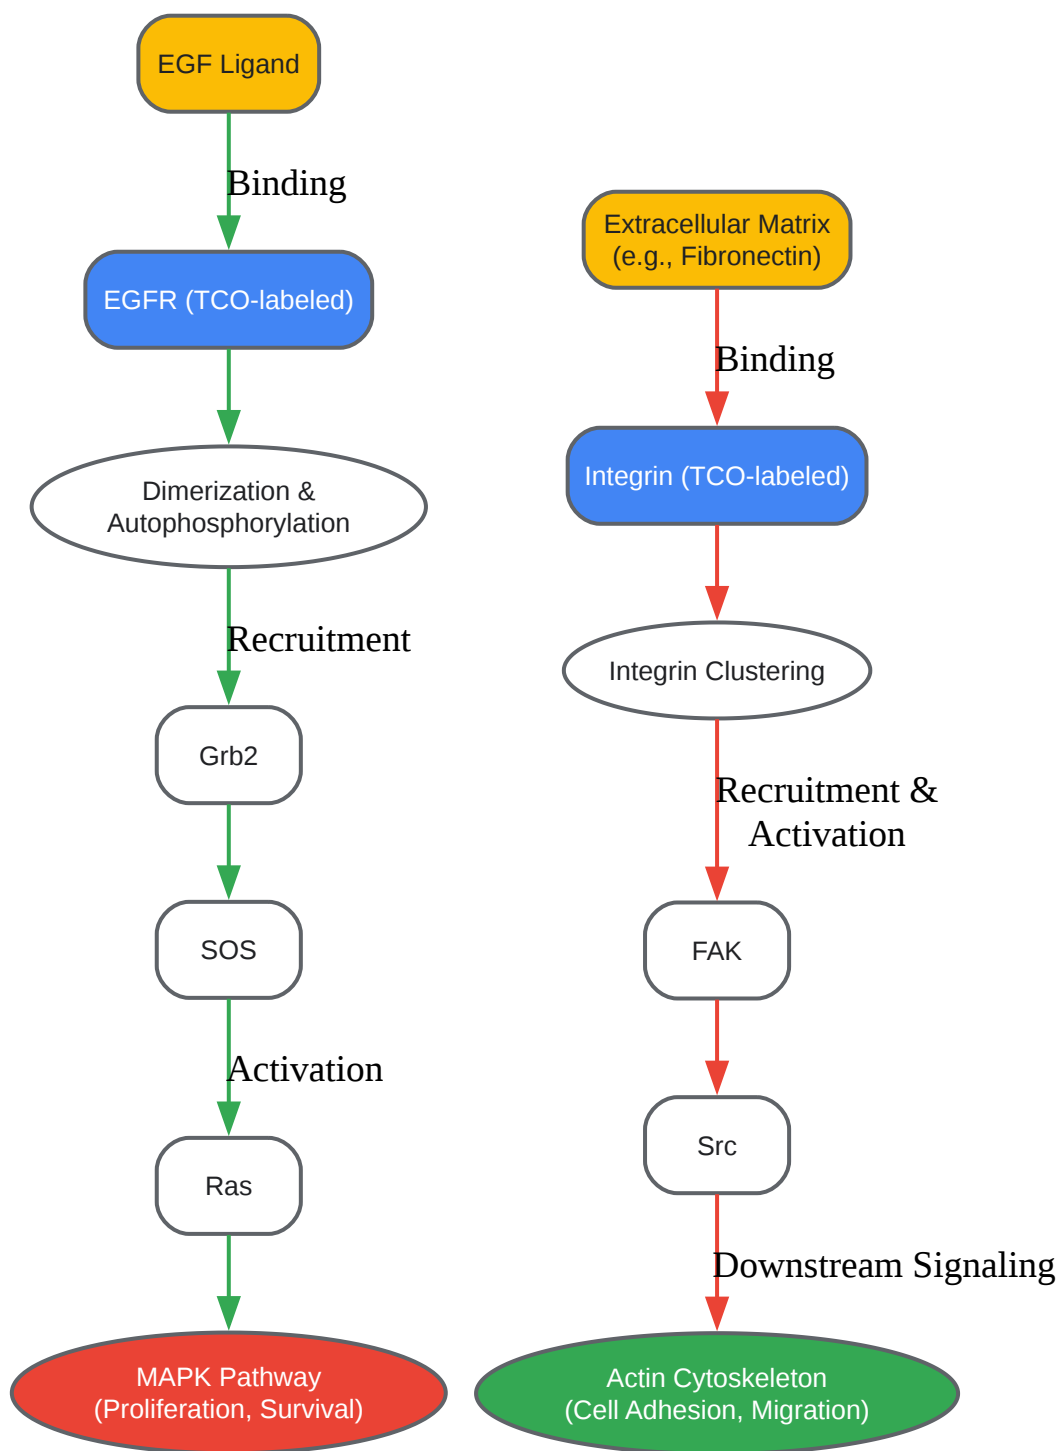 EGF Ligand
Binding
EGFR (TCO-labeled)
Dimerization &
Autophosphorylation
Recruitment
Grb2
SOS
Activation
Ras
MAPK Pathway
(Proliferation, Survival)
Extracellular Matrix
(e.g., Fibronectin)
Binding
Integrin (TCO-labeled)
Integrin Clustering
Recruitment &
Activation
FAK
Src
Downstream Signaling
Actin Cytoskeleton
(Cell Adhesion, Migration)